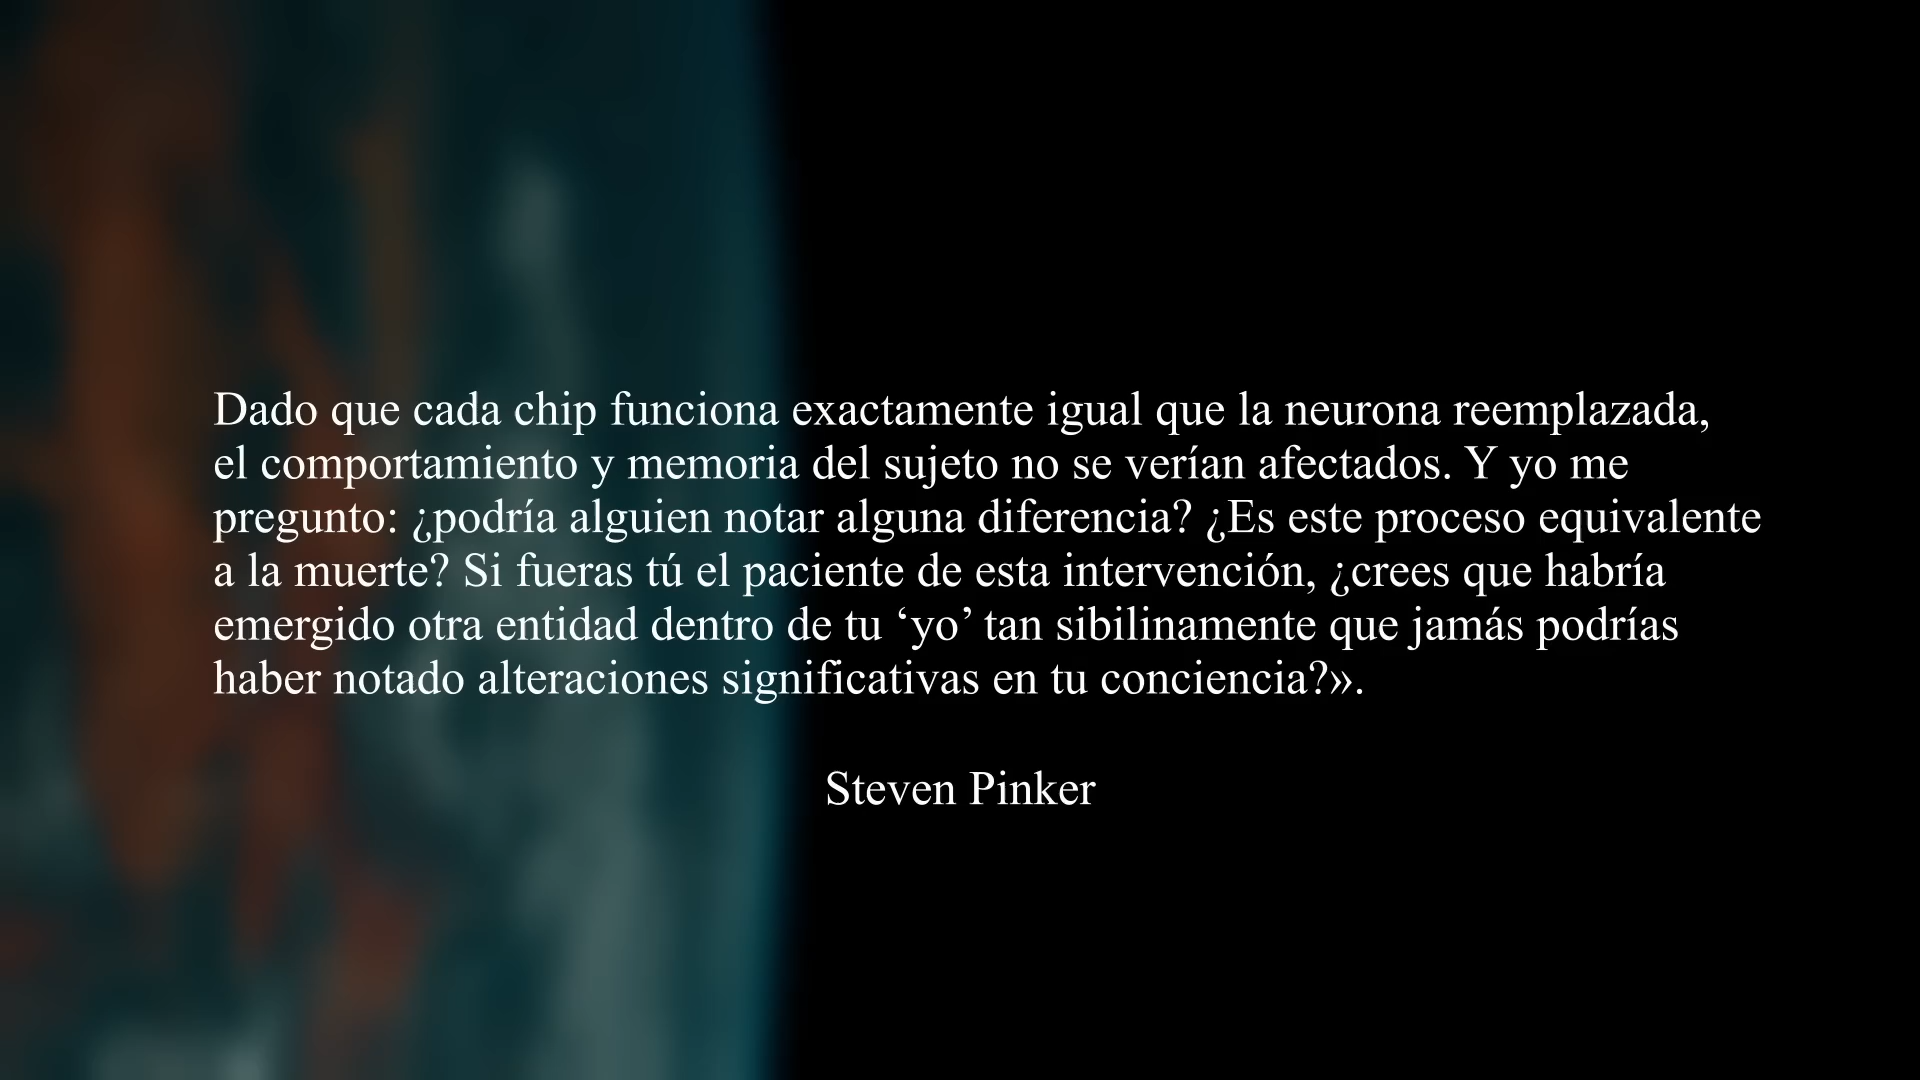 Dado que cada chip funciona exactamente igual que la neurona reemplazada,
el comportamiento y memoria del sujeto no se verían afectados. Y yo me
pregunto: ¿podría alguien notar alguna diferencia? ¿Es este proceso equivalente
a la muerte? Si fueras tú el paciente de esta intervención, ¿crees que habría
emergido otra entidad dentro de tu ‘yo’ tan sibilinamente que jamás podrías
haber notado alteraciones significativas en tu conciencia?».
Steven Pinker